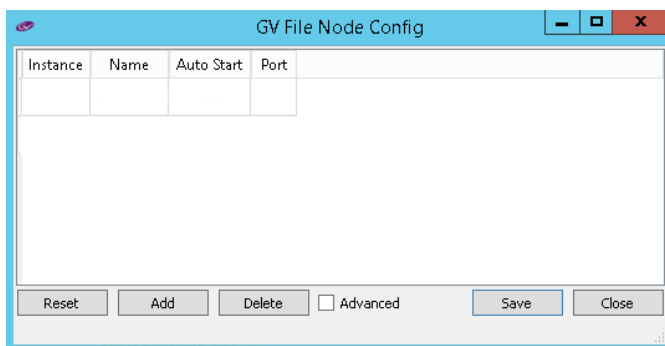 GV File Node Config
Instance Name Auto Start Port
Reset Add Delete Advanced Save Close